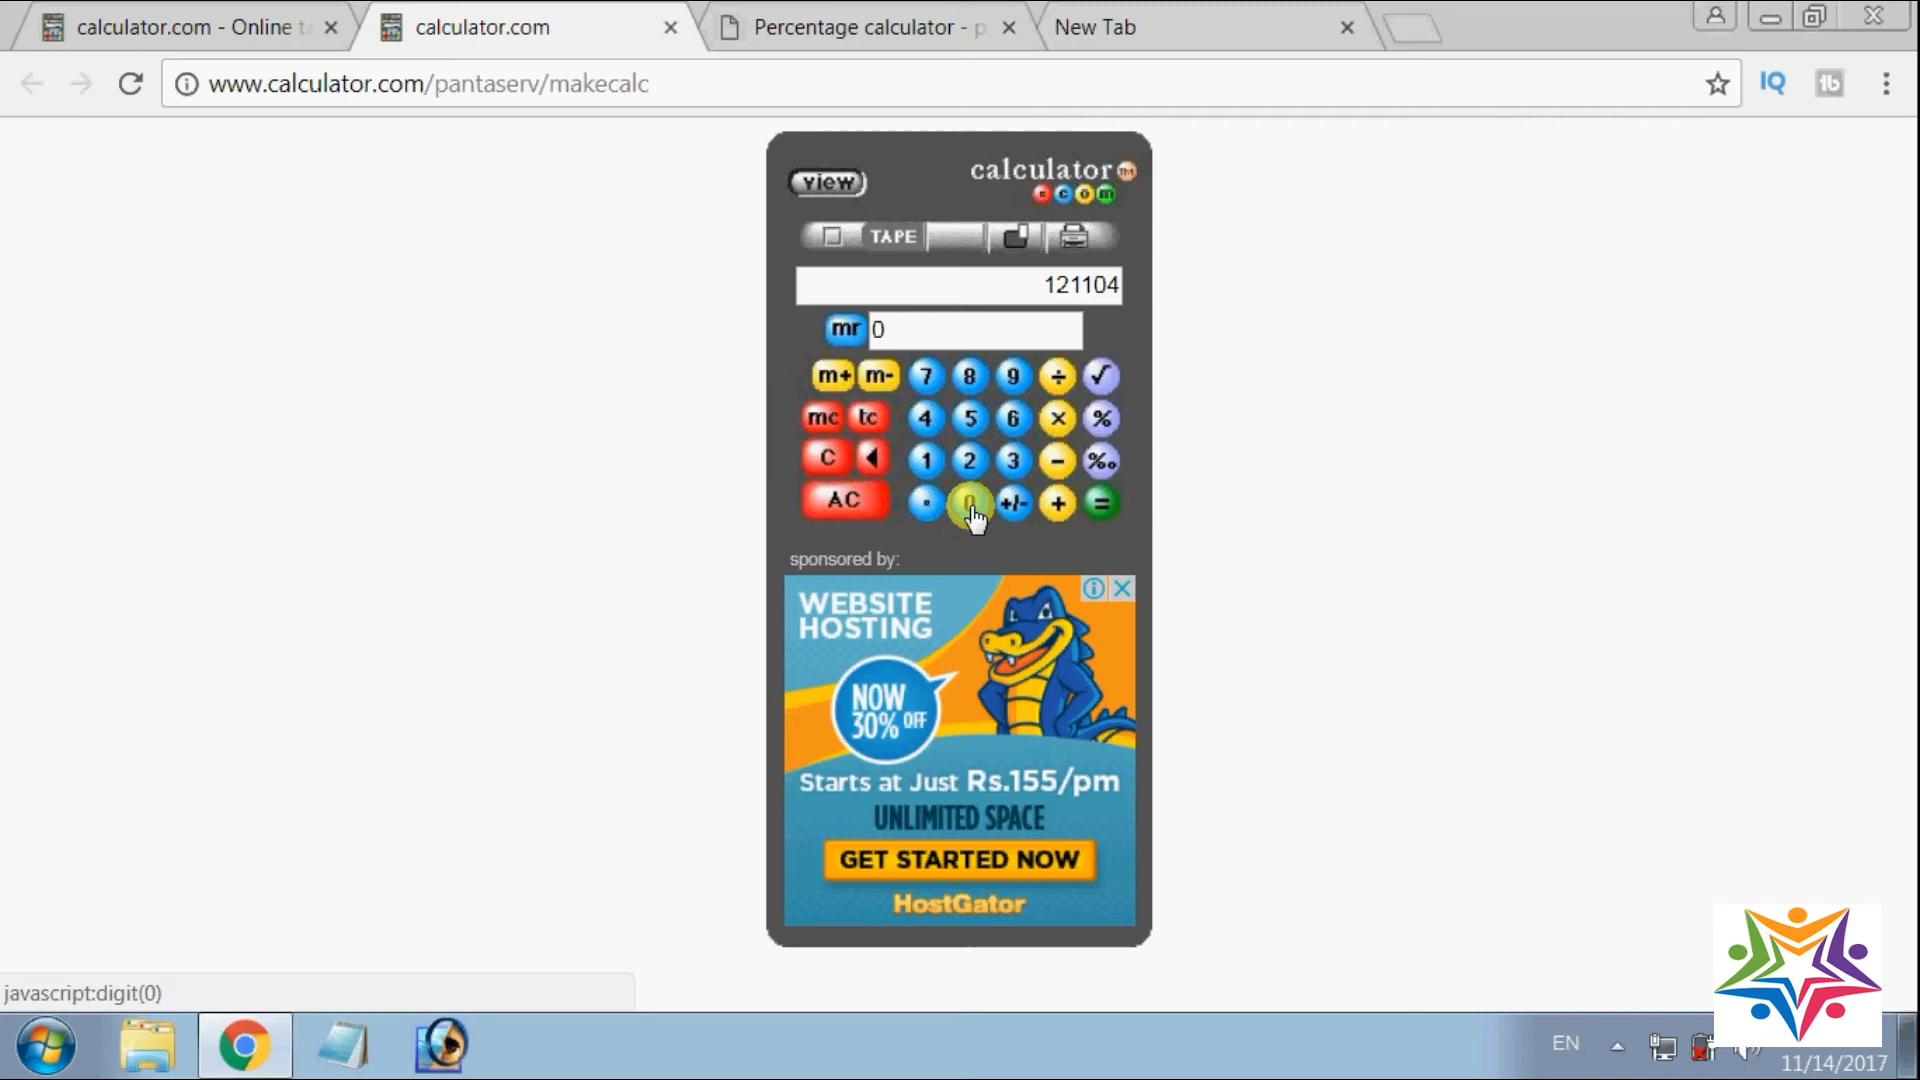 calculator.com - Online t
calculator.com
Percentage calculator - p
New Tab
www.calculator.com/pantaserv/makecalc
IQ
tb
view
calculator TM
. c o m
TAPE
121104
mr 0
m+ m- 7 8 9 ÷ √
mc tc 4 5 6 × %
C 1 2 3 - ‰
AC . 0 +/- + =
sponsored by:
WEBSITE
HOSTING
NOW
30% OFF
Starts at Just Rs.155/pm
UNLIMITED SPACE
GET STARTED NOW
HostGator
javascript:digit(0)
EN
11/14/2017